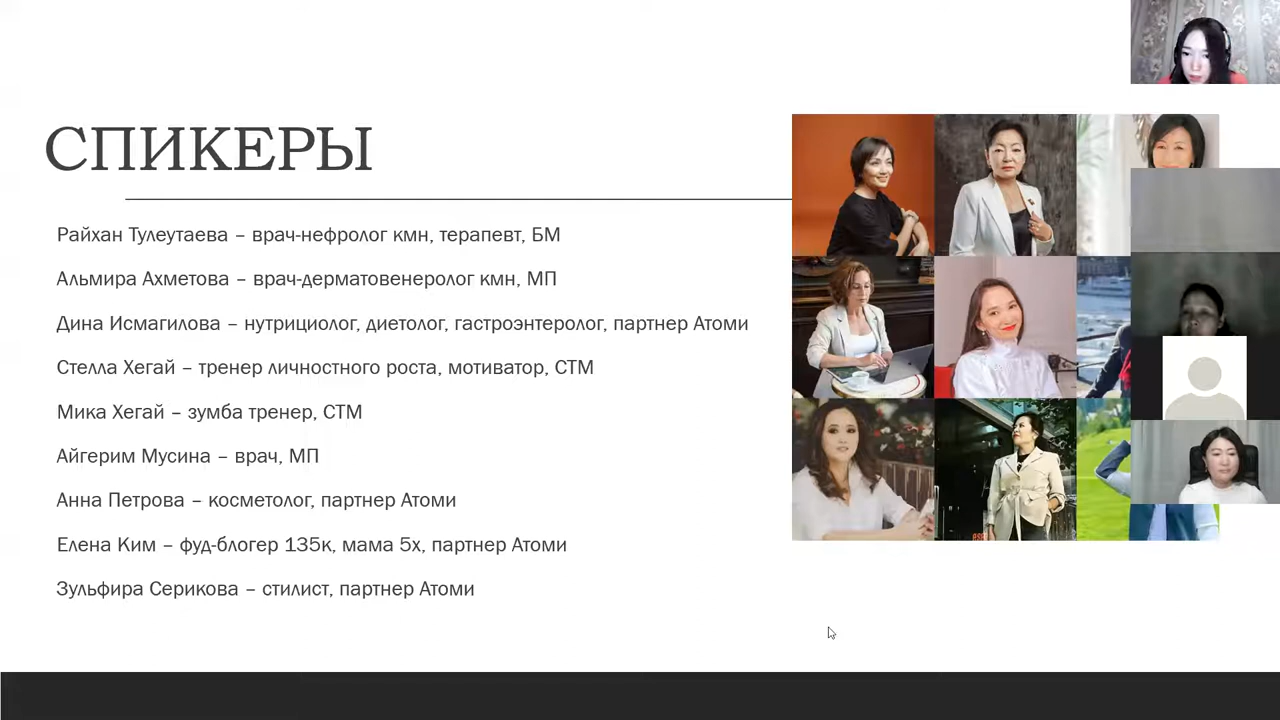 СПИКЕРЫ
Райхан Тулеутаева – врач-нефролог кмн, терапевт, БМ
Альмира Ахметова – врач-дерматовенеролог кмн, МП
Дина Исмагилова – нутрициолог, диетолог, гастроэнтеролог, партнер Атоми
Стелла Хегай – тренер личностного роста, мотиватор, СТМ
Мика Хегай – зумба тренер, СТМ
Айгерим Мусина – врач, МП
Анна Петрова – косметолог, партнер Атоми
Елена Ким – фуд-блогер 135к, мама 5х, партнер Атоми
Зульфира Серикова – стилист, партнер Атоми